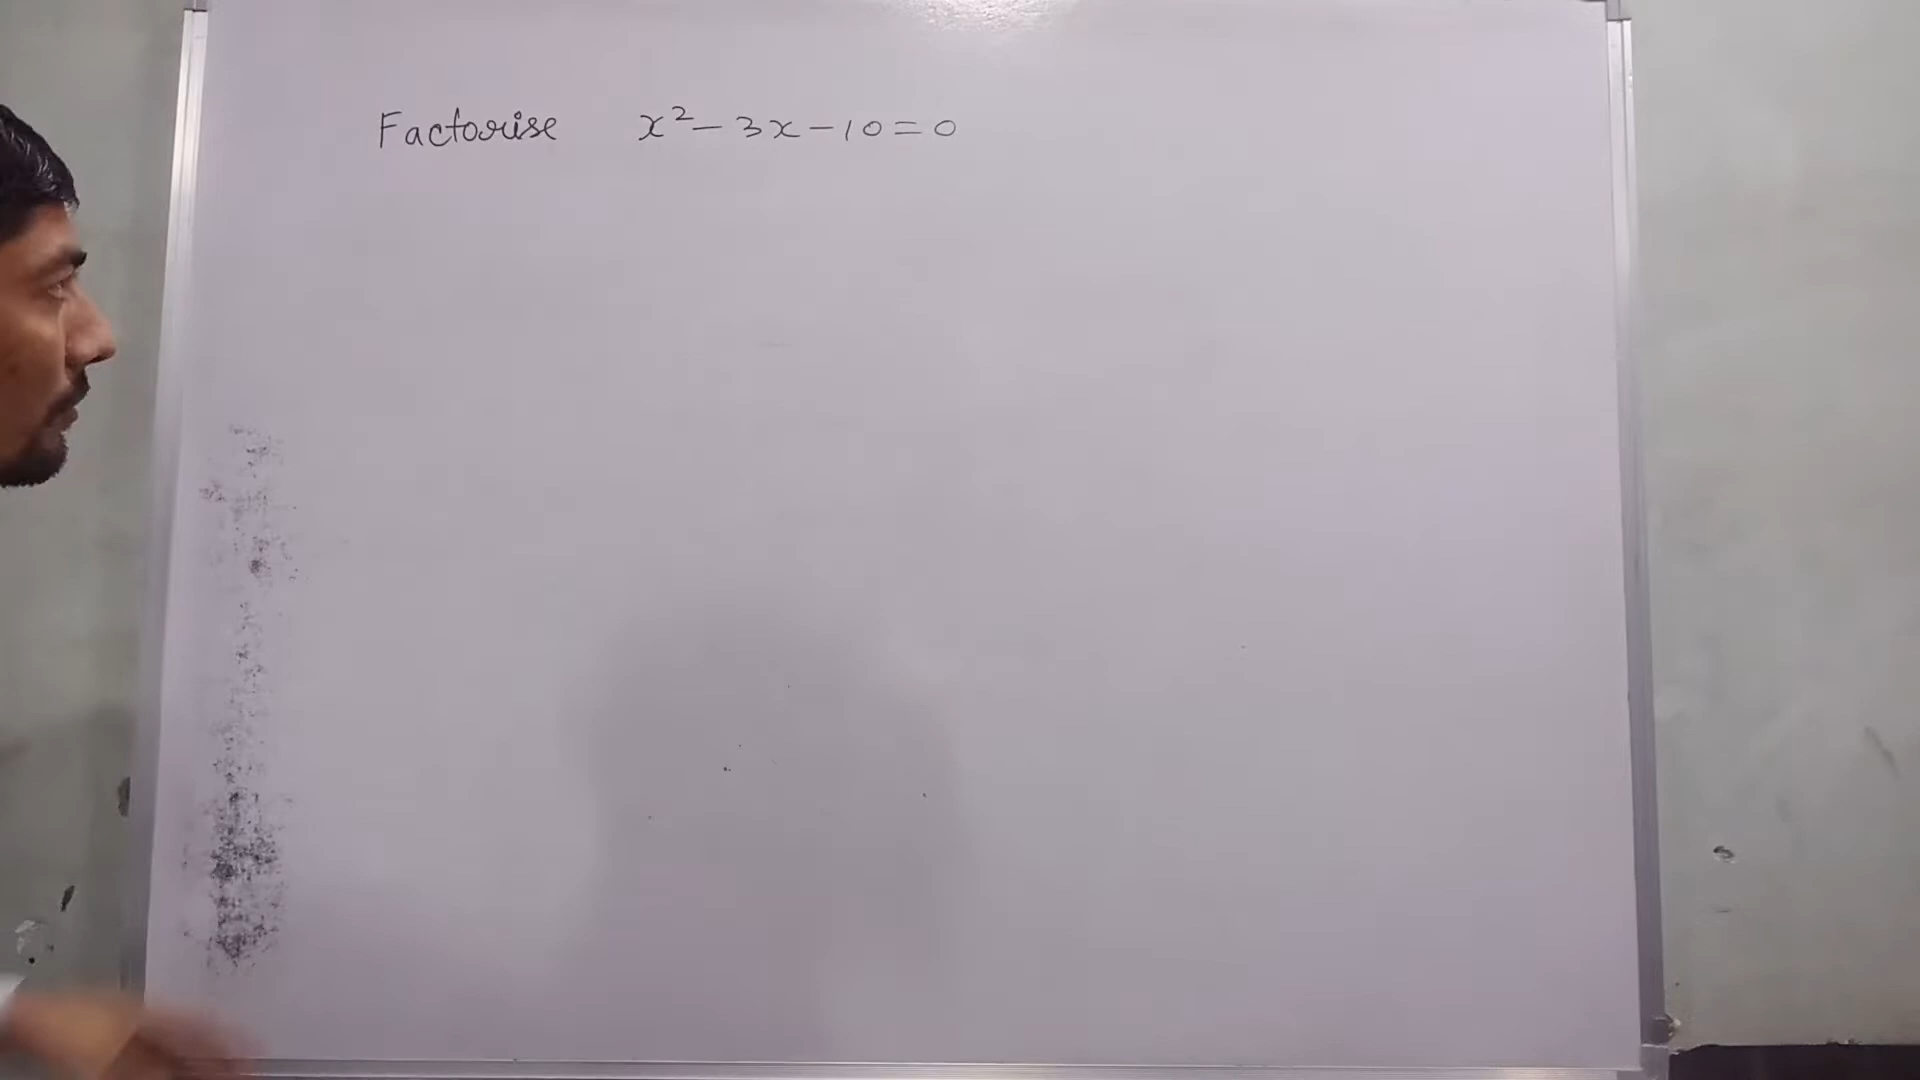 Factorise x² - 3x - 10 = 0